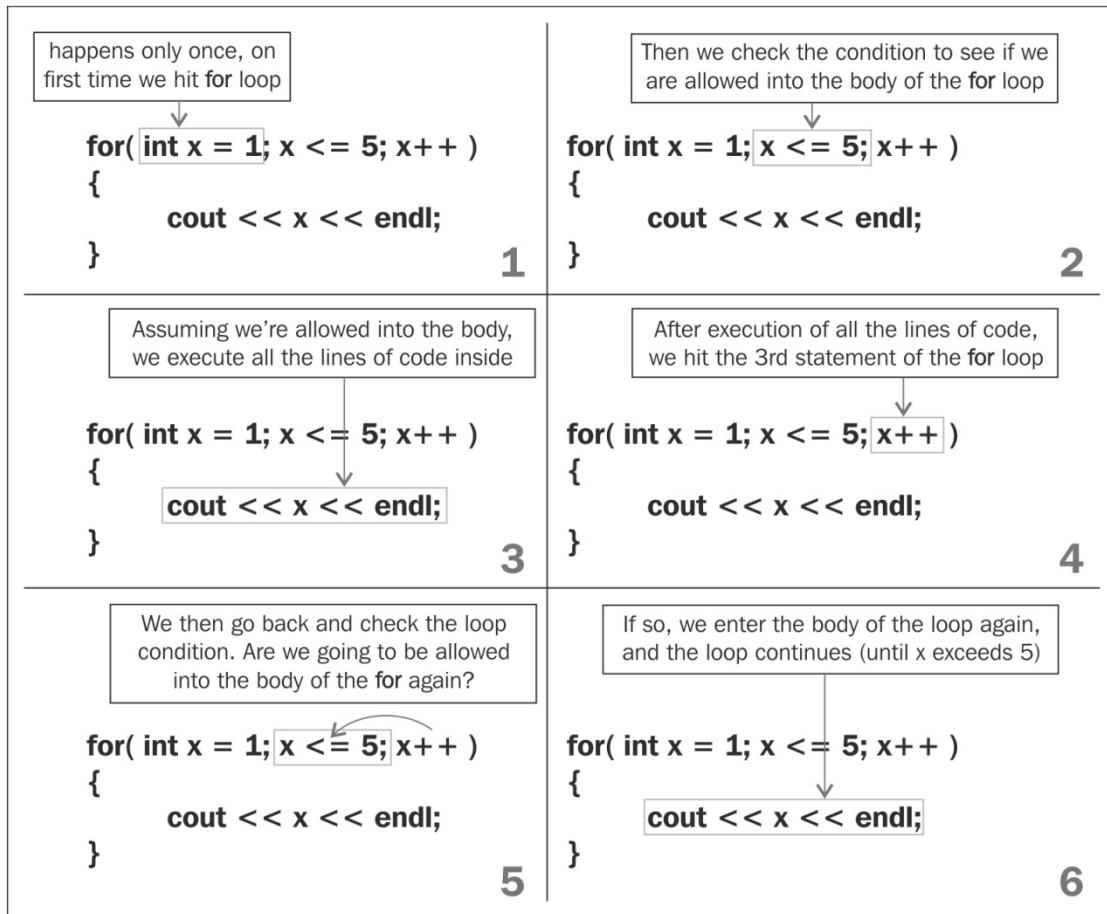 happens only once, on
first time we hit for loop
for( int x = 1; x <= 5; x++ )
{
cout << x << endl;
}
1
Then we check the condition to see if we
are allowed into the body of the for loop
for( int x = 1; x <= 5; x++ )
{
cout << x << endl;
}
2
Assuming we’re allowed into the body,
we execute all the lines of code inside
for( int x = 1; x <= 5; x++ )
{
cout << x << endl;
}
3
After execution of all the lines of code,
we hit the 3rd statement of the for loop
for( int x = 1; x <= 5; x++ )
{
cout << x << endl;
}
4
We then go back and check the loop
condition. Are we going to be allowed
into the body of the for again?
for( int x = 1; x <= 5; x++ )
{
cout << x << endl;
}
5
If so, we enter the body of the loop again,
and the loop continues (until x exceeds 5)
for( int x = 1; x <= 5; x++ )
{
cout << x << endl;
}
6